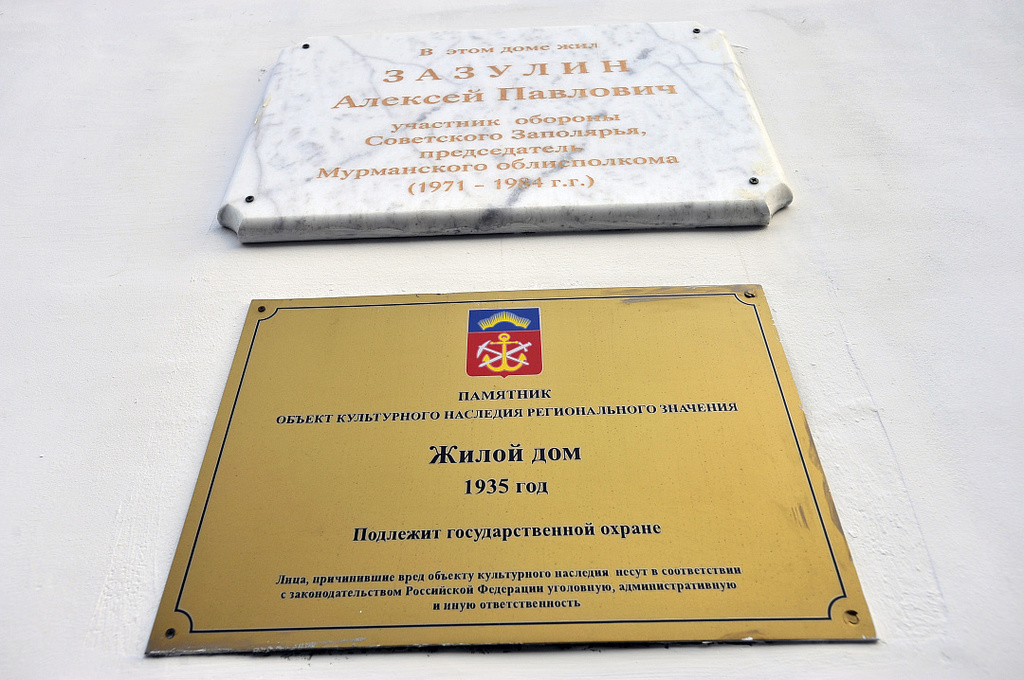 В этом доме жил
ЗАЗУЛИН
Алексей Павлович
участник обороны
Советского Заполярья,
председатель
Мурманского облисполкома
(1971 - 1984 г.г.)
ПАМЯТНИК
ОБЪЕКТ КУЛЬТУРНОГО НАСЛЕДИЯ РЕГИОНАЛЬНОГО ЗНАЧЕНИЯ
Жилой дом
1935 год
Подлежит государственной охране
Лица, причинившие вред объекту культурного наследия несут в соответствии
с законодательством Российской Федерации уголовную, административную
и иную ответственность